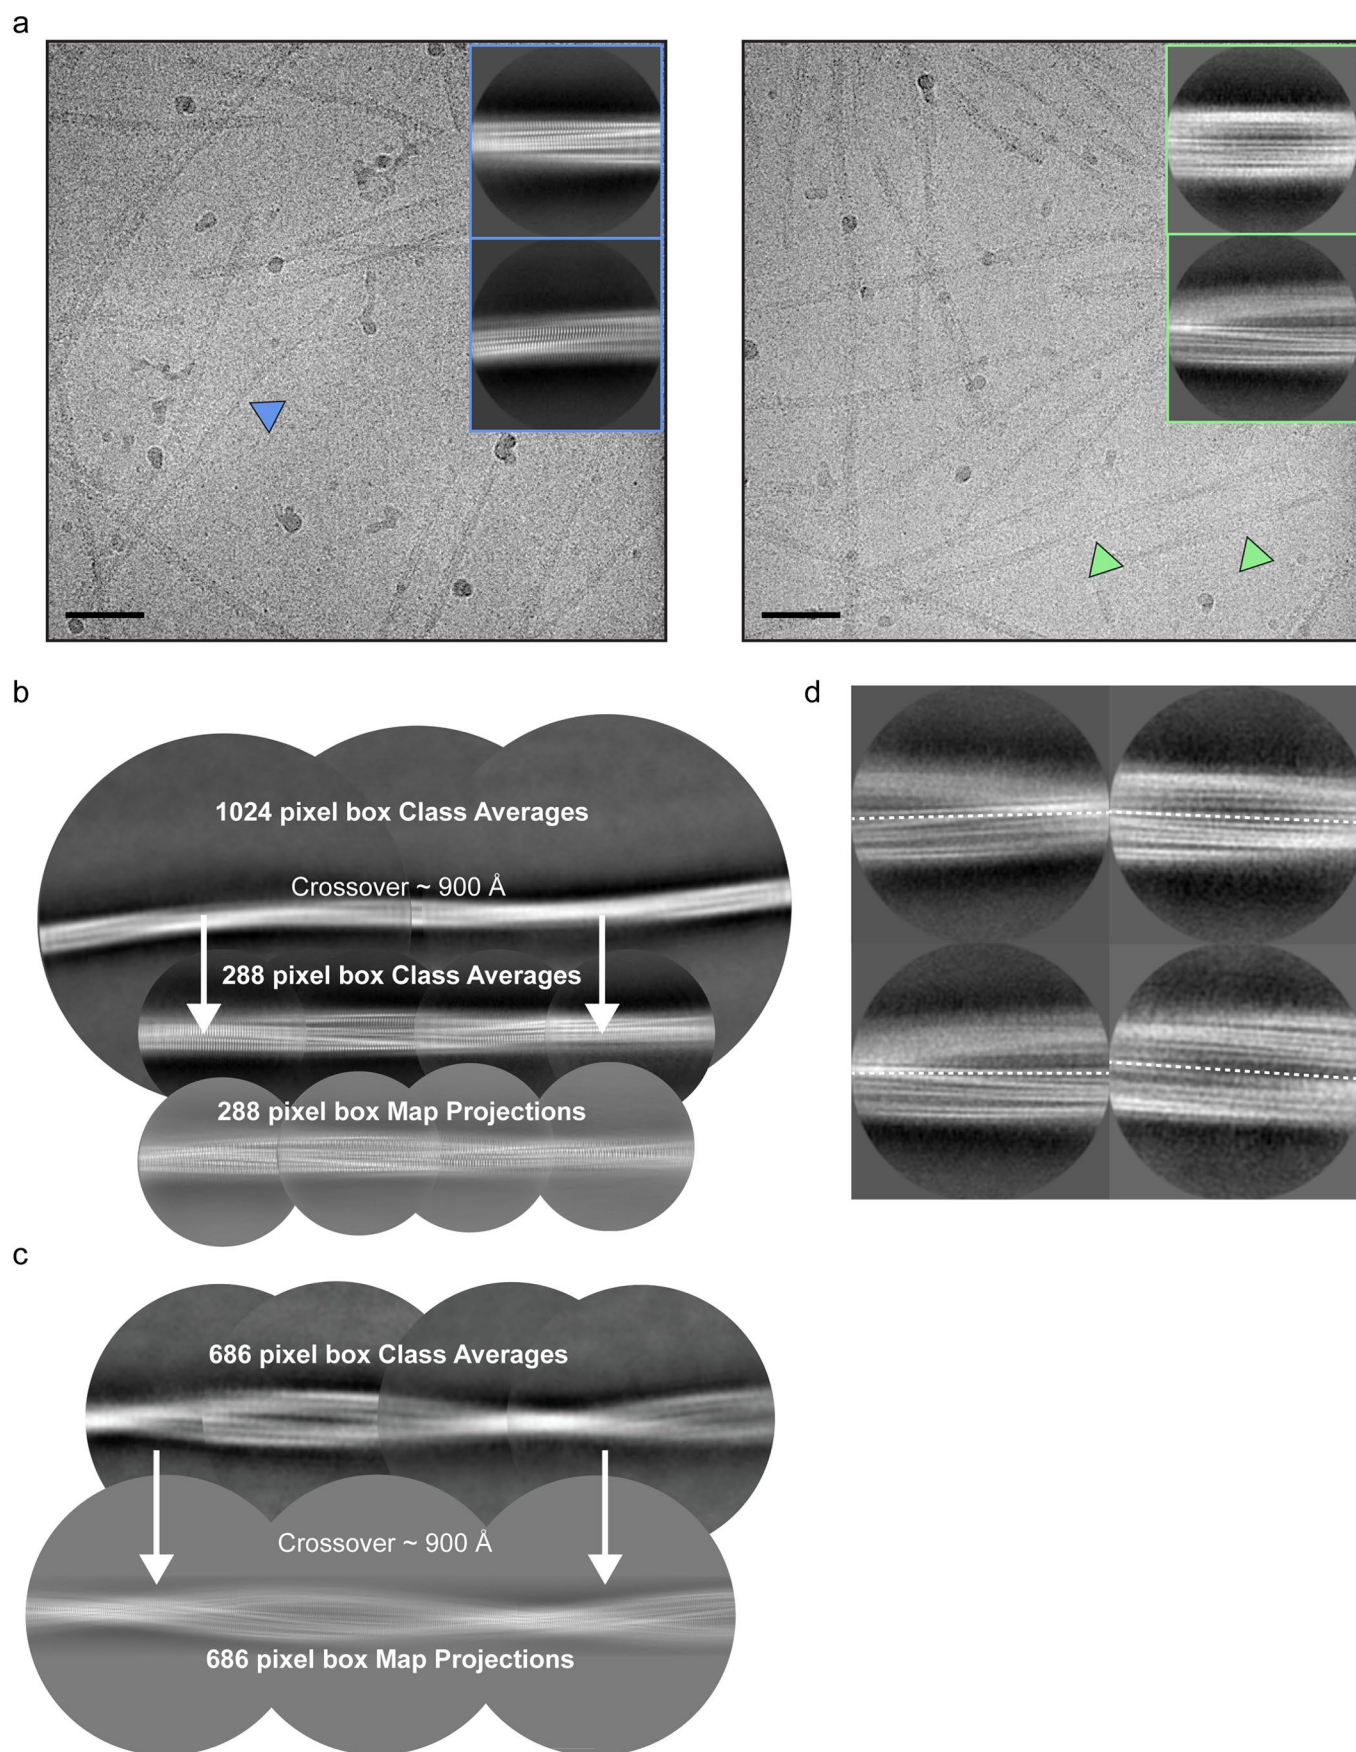 a
b
1024 pixel box Class Averages
Crossover ~ 900 Å
288 pixel box Class Averages
288 pixel box Map Projections
d
c
686 pixel box Class Averages
Crossover ~ 900 Å
686 pixel box Map Projections